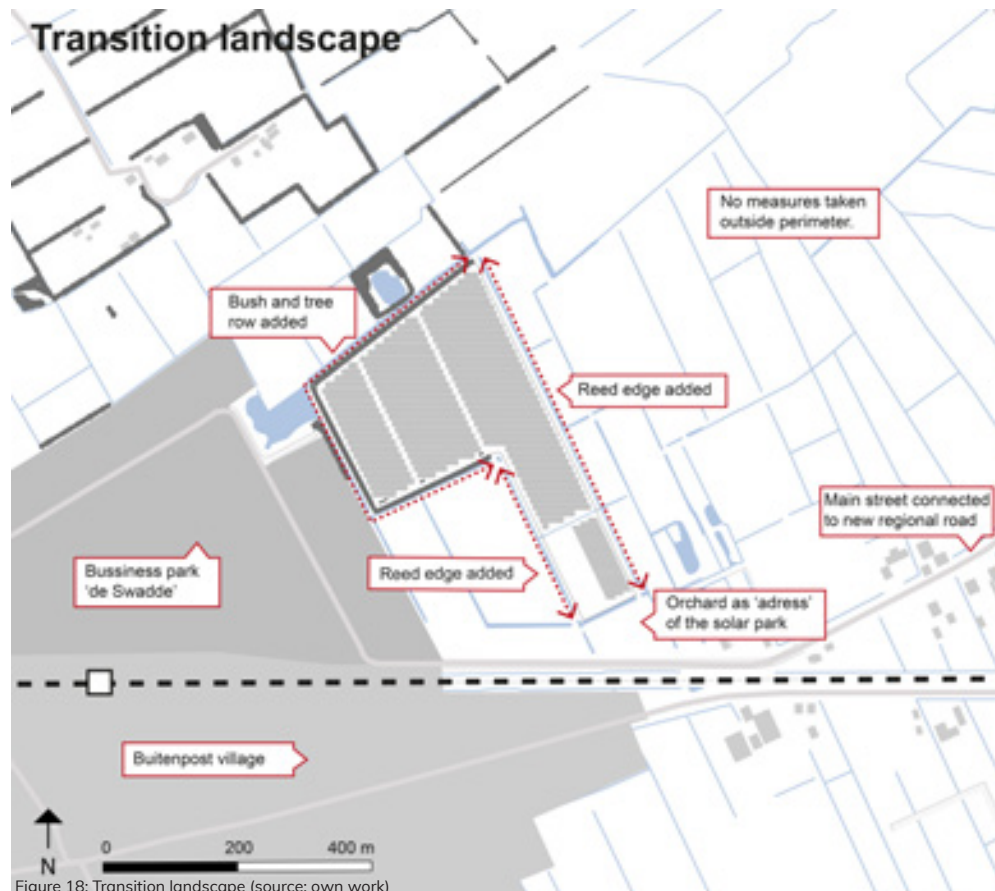 Transition landscape
No measures taken
outside perimeter.
Bush and tree
row added
Reed edge added
Main street connected
to new regional road
Bussiness park
'de Swadde'
Reed edge added
Orchard as 'adress'
of the solar park
Buitenpost village
N
0 200 400 m
Figure 18: Transition landscape (source: own work)